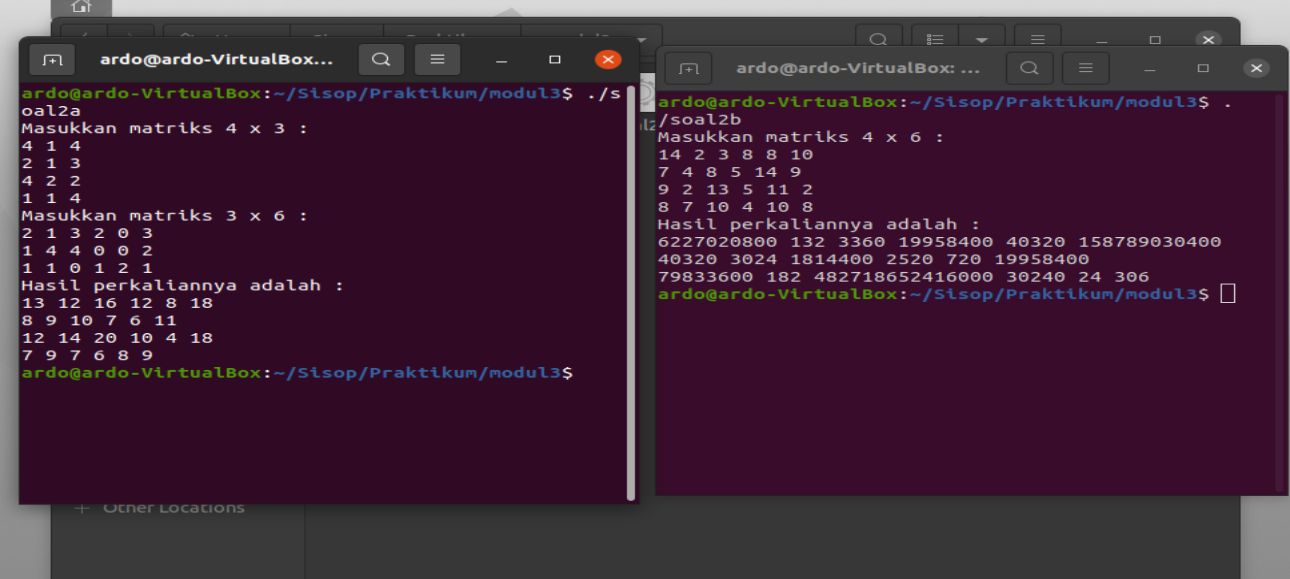 ardo@ardo-VirtualBox...
ardo@ardo-VirtualBox:~/Sisop/Praktikum/modul3$ ./s
oal2a
Masukkan matriks 4 x 3 :
4 1 4
2 1 3
4 2 2
1 1 4
Masukkan matriks 3 x 6 :
2 1 3 2 0 3
1 4 4 0 0 2
1 1 0 1 2 1
Hasil perkaliannya adalah :
13 12 16 12 8 18
8 9 10 7 6 11
12 14 20 10 4 18
7 9 7 6 8 9
ardo@ardo-VirtualBox:~/Sisop/Praktikum/modul3$
ardo@ardo-VirtualBox: ...
ardo@ardo-VirtualBox:~/Sisop/Praktikum/modul3$ .
/soal2b
Masukkan matriks 4 x 6 :
14 2 3 8 8 10
7 4 8 5 14 9
9 2 13 5 11 2
8 7 10 4 10 8
Hasil perkaliannya adalah :
6227020800 132 3360 19958400 40320 158789030400
40320 3024 1814400 2520 720 19958400
79833600 182 482718652416000 30240 24 306
ardo@ardo-VirtualBox:~/Sisop/Praktikum/modul3$
+ Other Locations